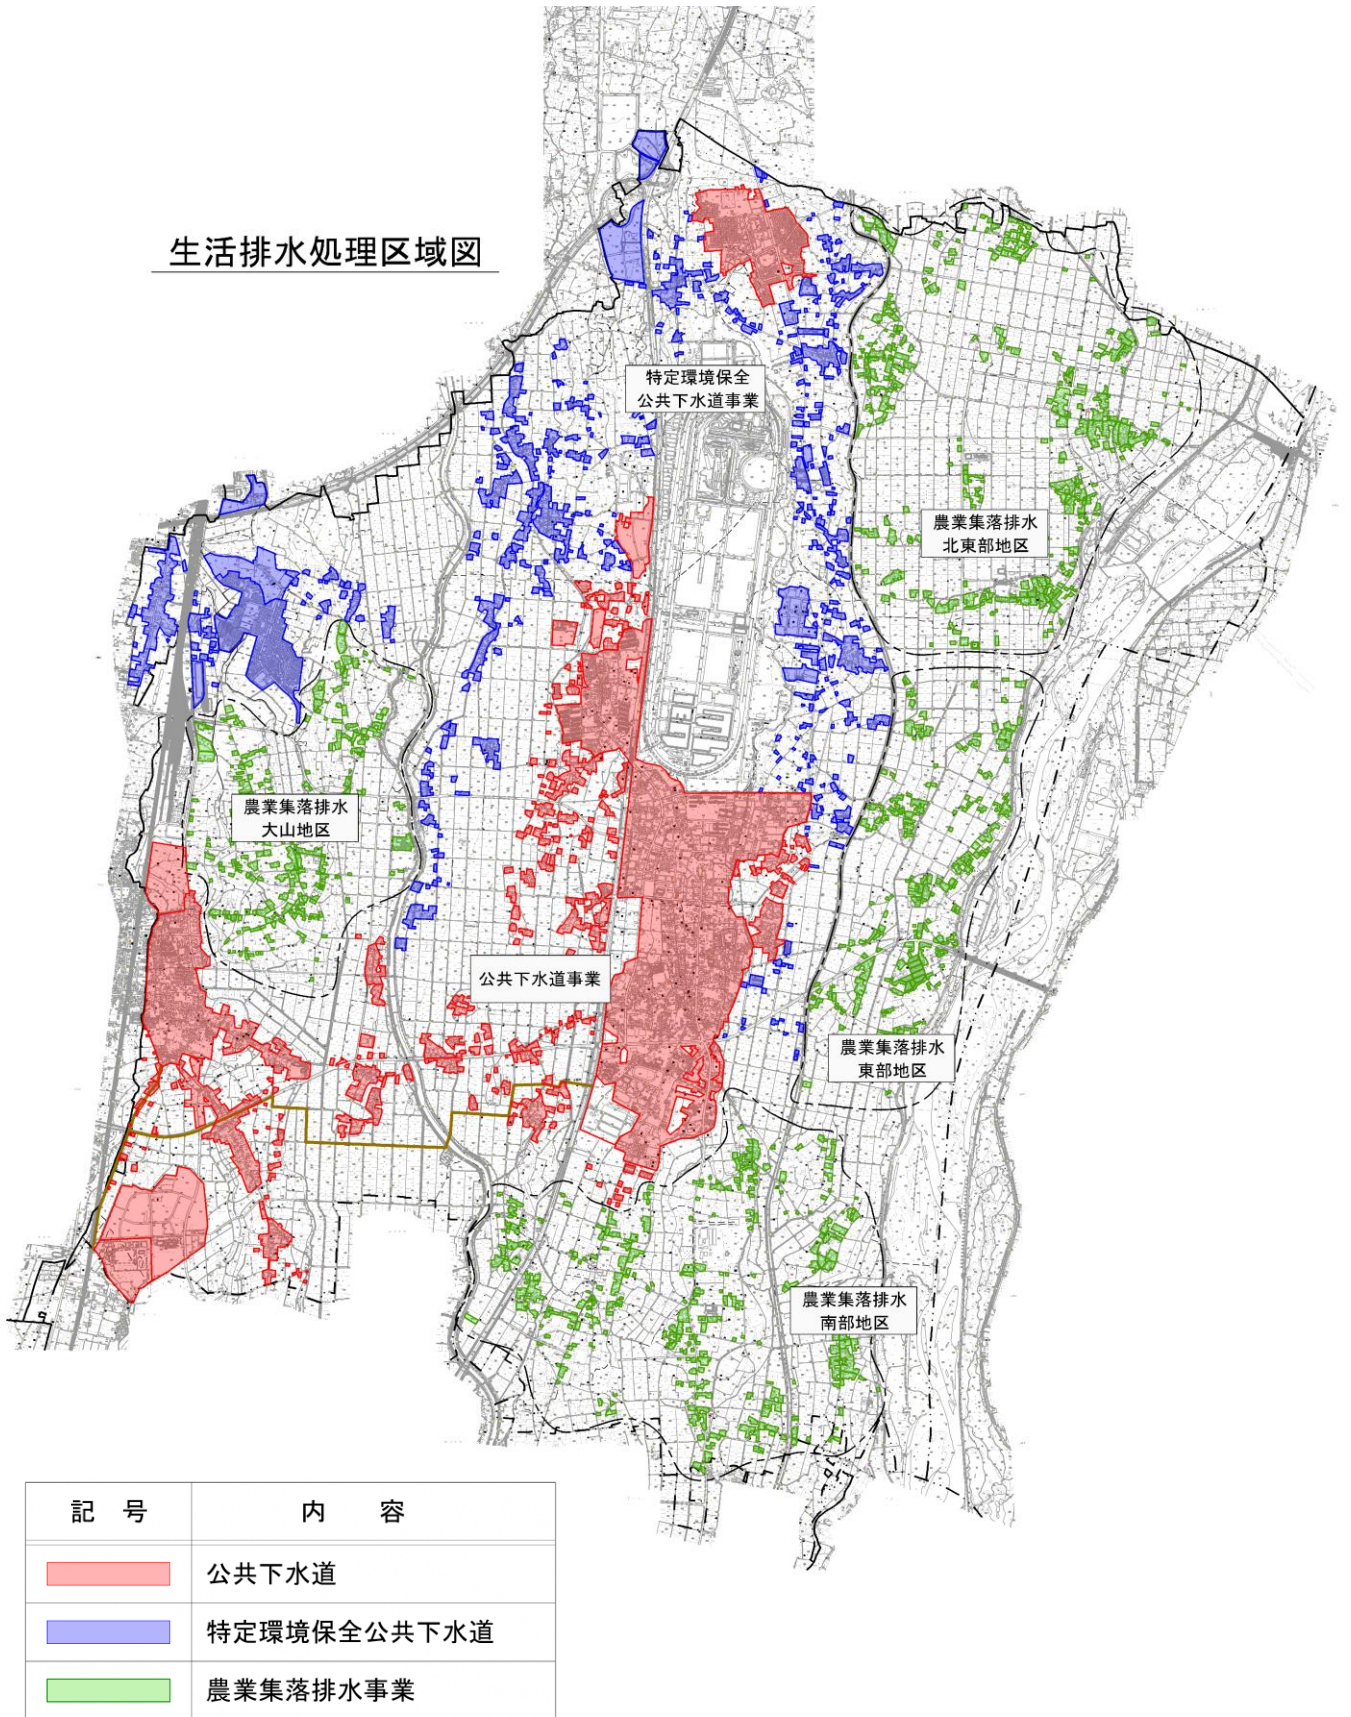 生活排水処理区域図
特定環境保全
公共下水道事業
農業集落排水
北東部地区
農業集落排水
大山地区
公共下水道事業
農業集落排水
東部地区
農業集落排水
南部地区
記 号 内 容
公共下水道
特定環境保全公共下水道
農業集落排水事業